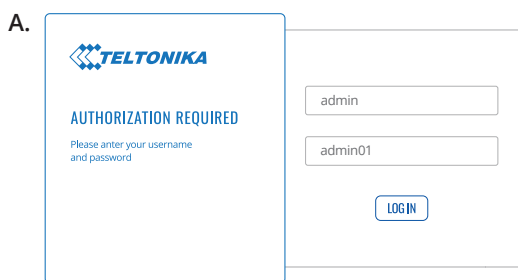 A.
TELTONIKA
AUTHORIZATION REQUIRED
Please anter your username
and password
admin
admin01
LOG IN